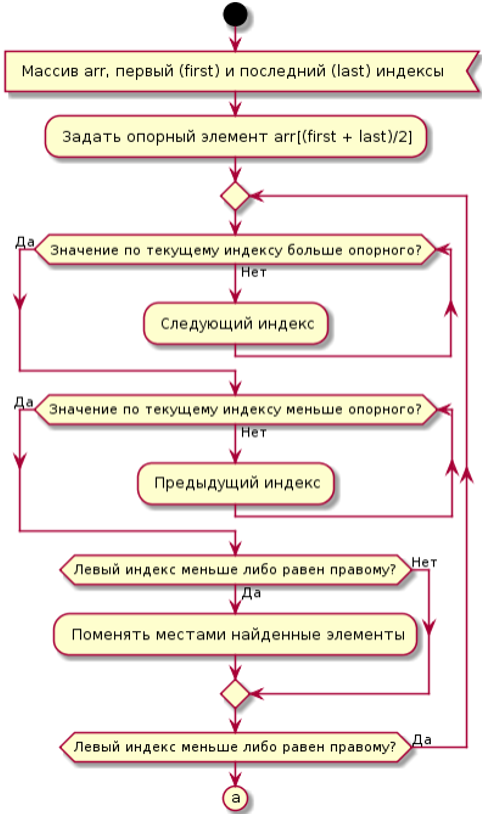 Массив arr, первый (first) и последний (last) индексы
Задать опорный элемент arr[(first + last)/2]
Да
Значение по текущему индексу больше опорного?
Нет
Следующий индекс
Да
Значение по текущему индексу меньше опорного?
Нет
Предыдущий индекс
Левый индекс меньше либо равен правому?
Нет
Да
Поменять местами найденные элементы
Левый индекс меньше либо равен правому?
Да
a